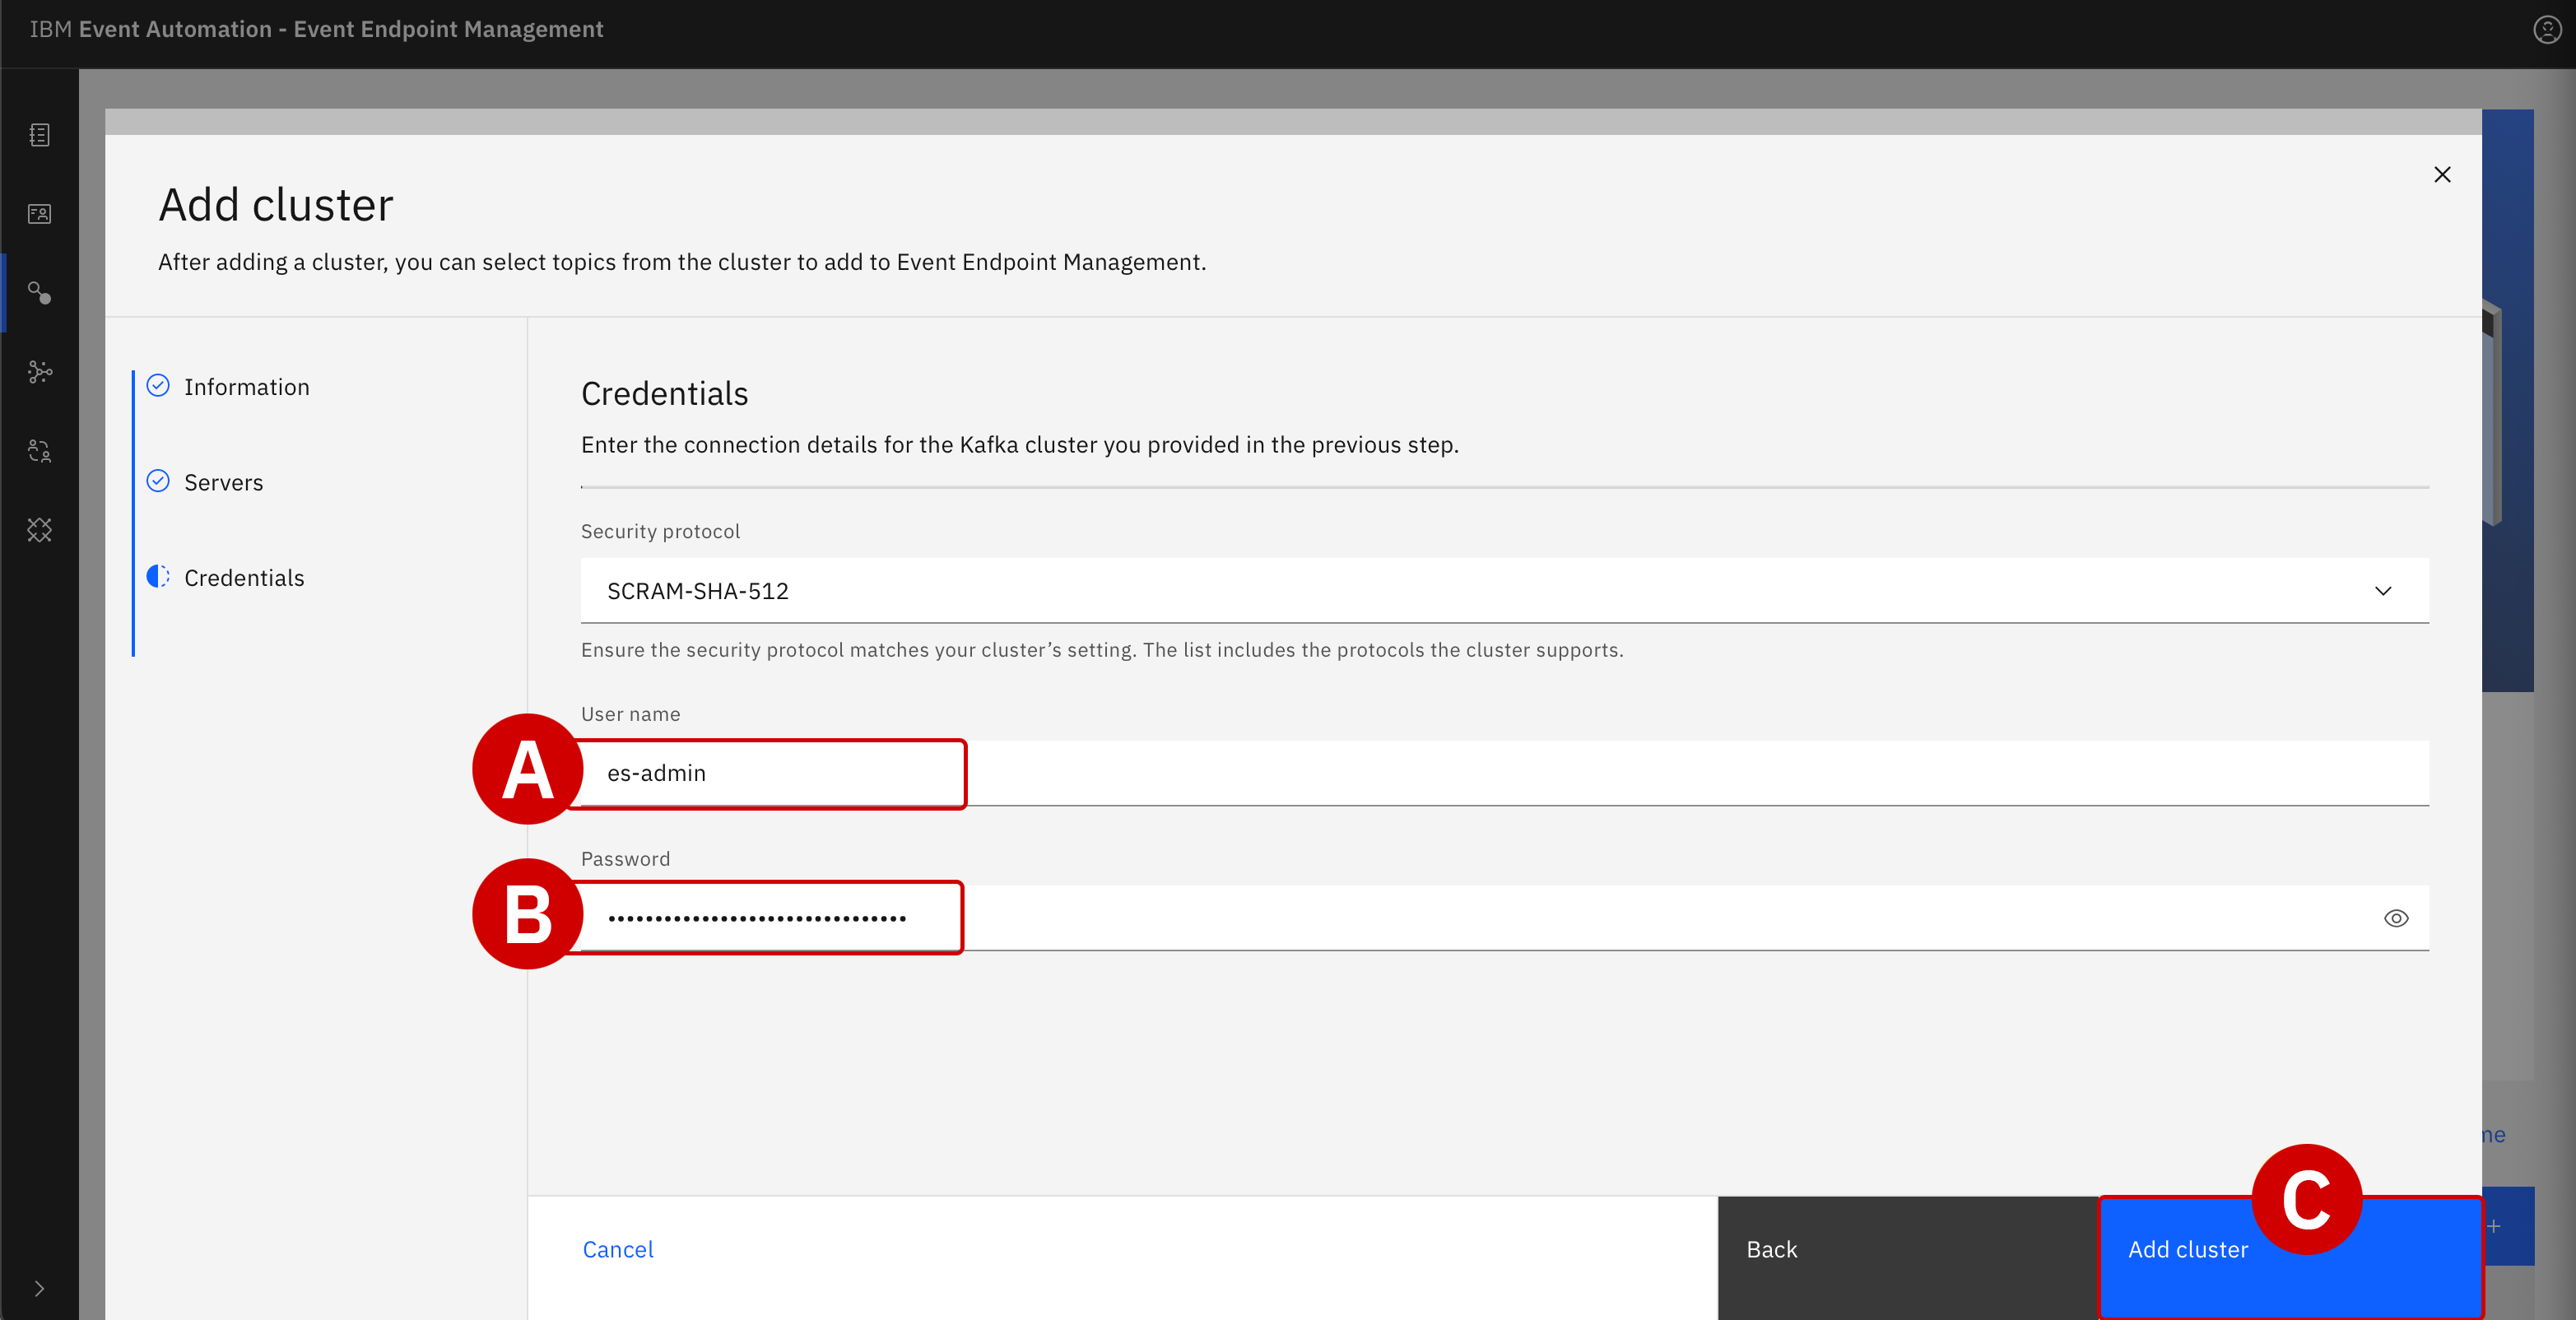 IBM Event Automation - Event Endpoint Management
Add cluster
After adding a cluster, you can select topics from the cluster to add to Event Endpoint Management.
Information
Servers
Credentials
Credentials
Enter the connection details for the Kafka cluster you provided in the previous step.
Security protocol
SCRAM-SHA-512
Ensure the security protocol matches your cluster’s setting. The list includes the protocols the cluster supports.
User name
A
es-admin
Password
B
••••••••••••••••••••••••••••••••
C
Cancel
Back
Add cluster